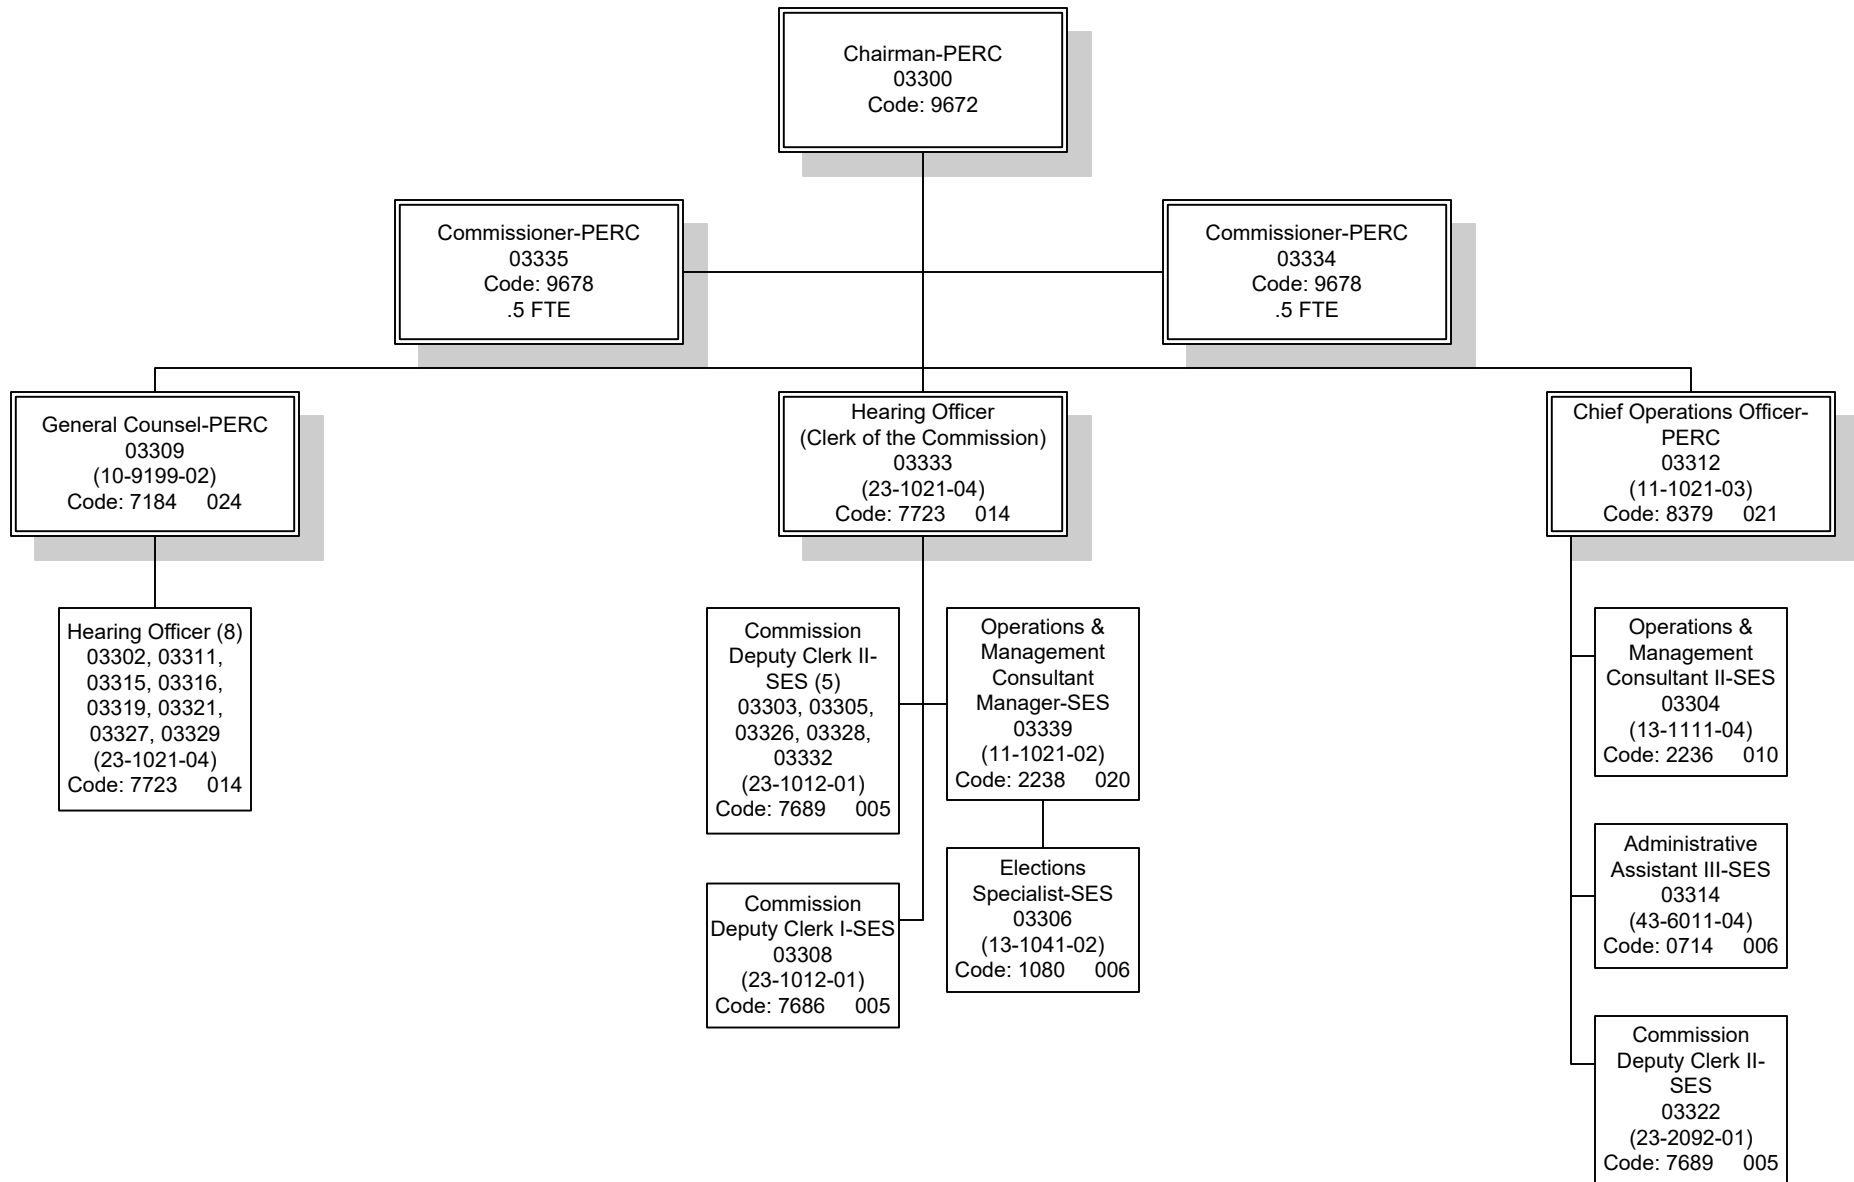 Chairman-PERC
03300
Code: 9672
Commissioner-PERC
03335
Code: 9678
.5 FTE
Commissioner-PERC
03334
Code: 9678
.5 FTE
General Counsel-PERC
03309
(10-9199-02)
Code: 7184 024
Hearing Officer
(Clerk of the Commission)
03333
(23-1021-04)
Code: 7723 014
Chief Operations Officer-
PERC
03312
(11-1021-03)
Code: 8379 021
Hearing Officer (8)
03302, 03311,
03315, 03316,
03319, 03321,
03327, 03329
(23-1021-04)
Code: 7723 014
Commission
Deputy Clerk II-
SES (5)
03303, 03305,
03326, 03328,
03332
(23-1012-01)
Code: 7689 005
Operations &
Management
Consultant
Manager-SES
03339
(11-1021-02)
Code: 2238 020
Operations &
Management
Consultant II-SES
03304
(13-1111-04)
Code: 2236 010
Commission
Deputy Clerk I-SES
03308
(23-1012-01)
Code: 7686 005
Elections
Specialist-SES
03306
(13-1041-02)
Code: 1080 006
Administrative
Assistant III-SES
03314
(43-6011-04)
Code: 0714 006
Commission
Deputy Clerk II-
SES
03322
(23-2092-01)
Code: 7689 005